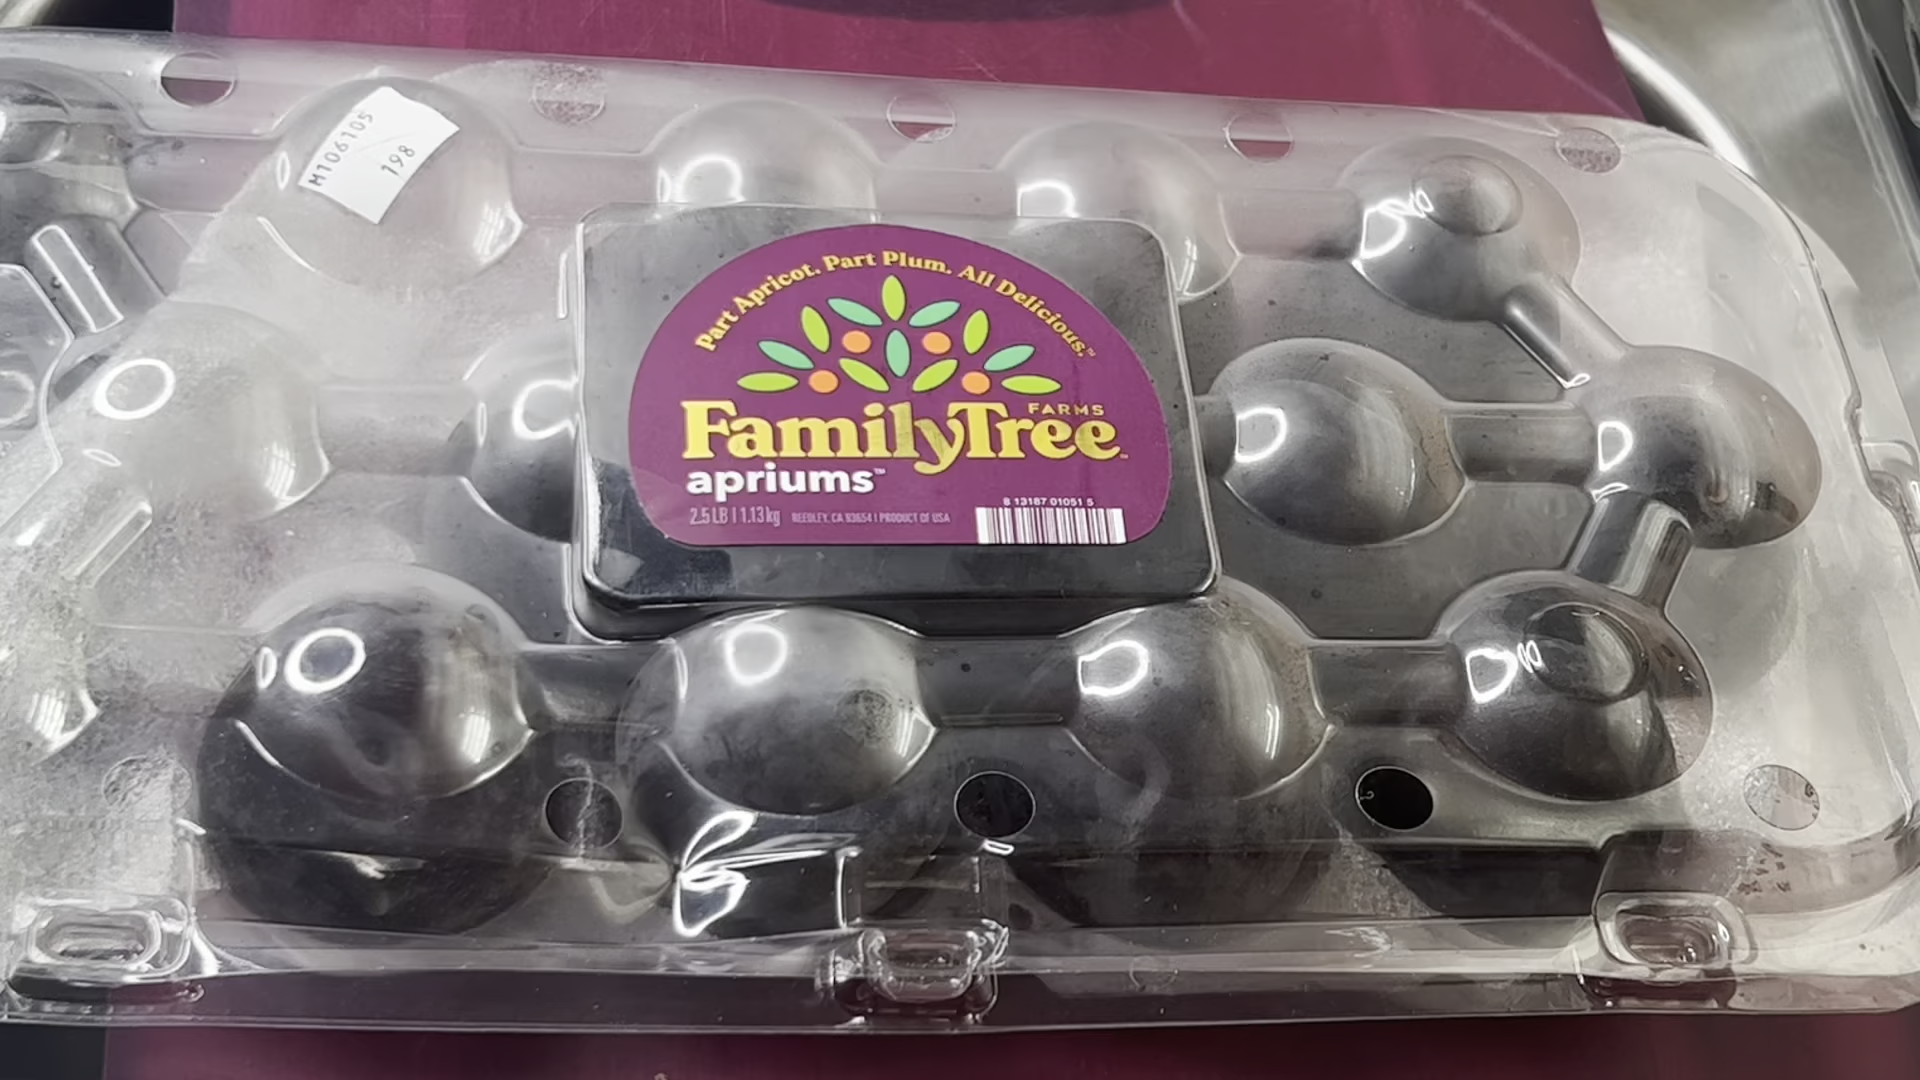 M106105
198
Part Apricot. Part Plum. All Delicious.™
FARMS
FamilyTree™
apriums™
8 13187 01051 5
2.5 LB | 1.13 kg REEDLEY, CA 93654 | PRODUCT OF USA